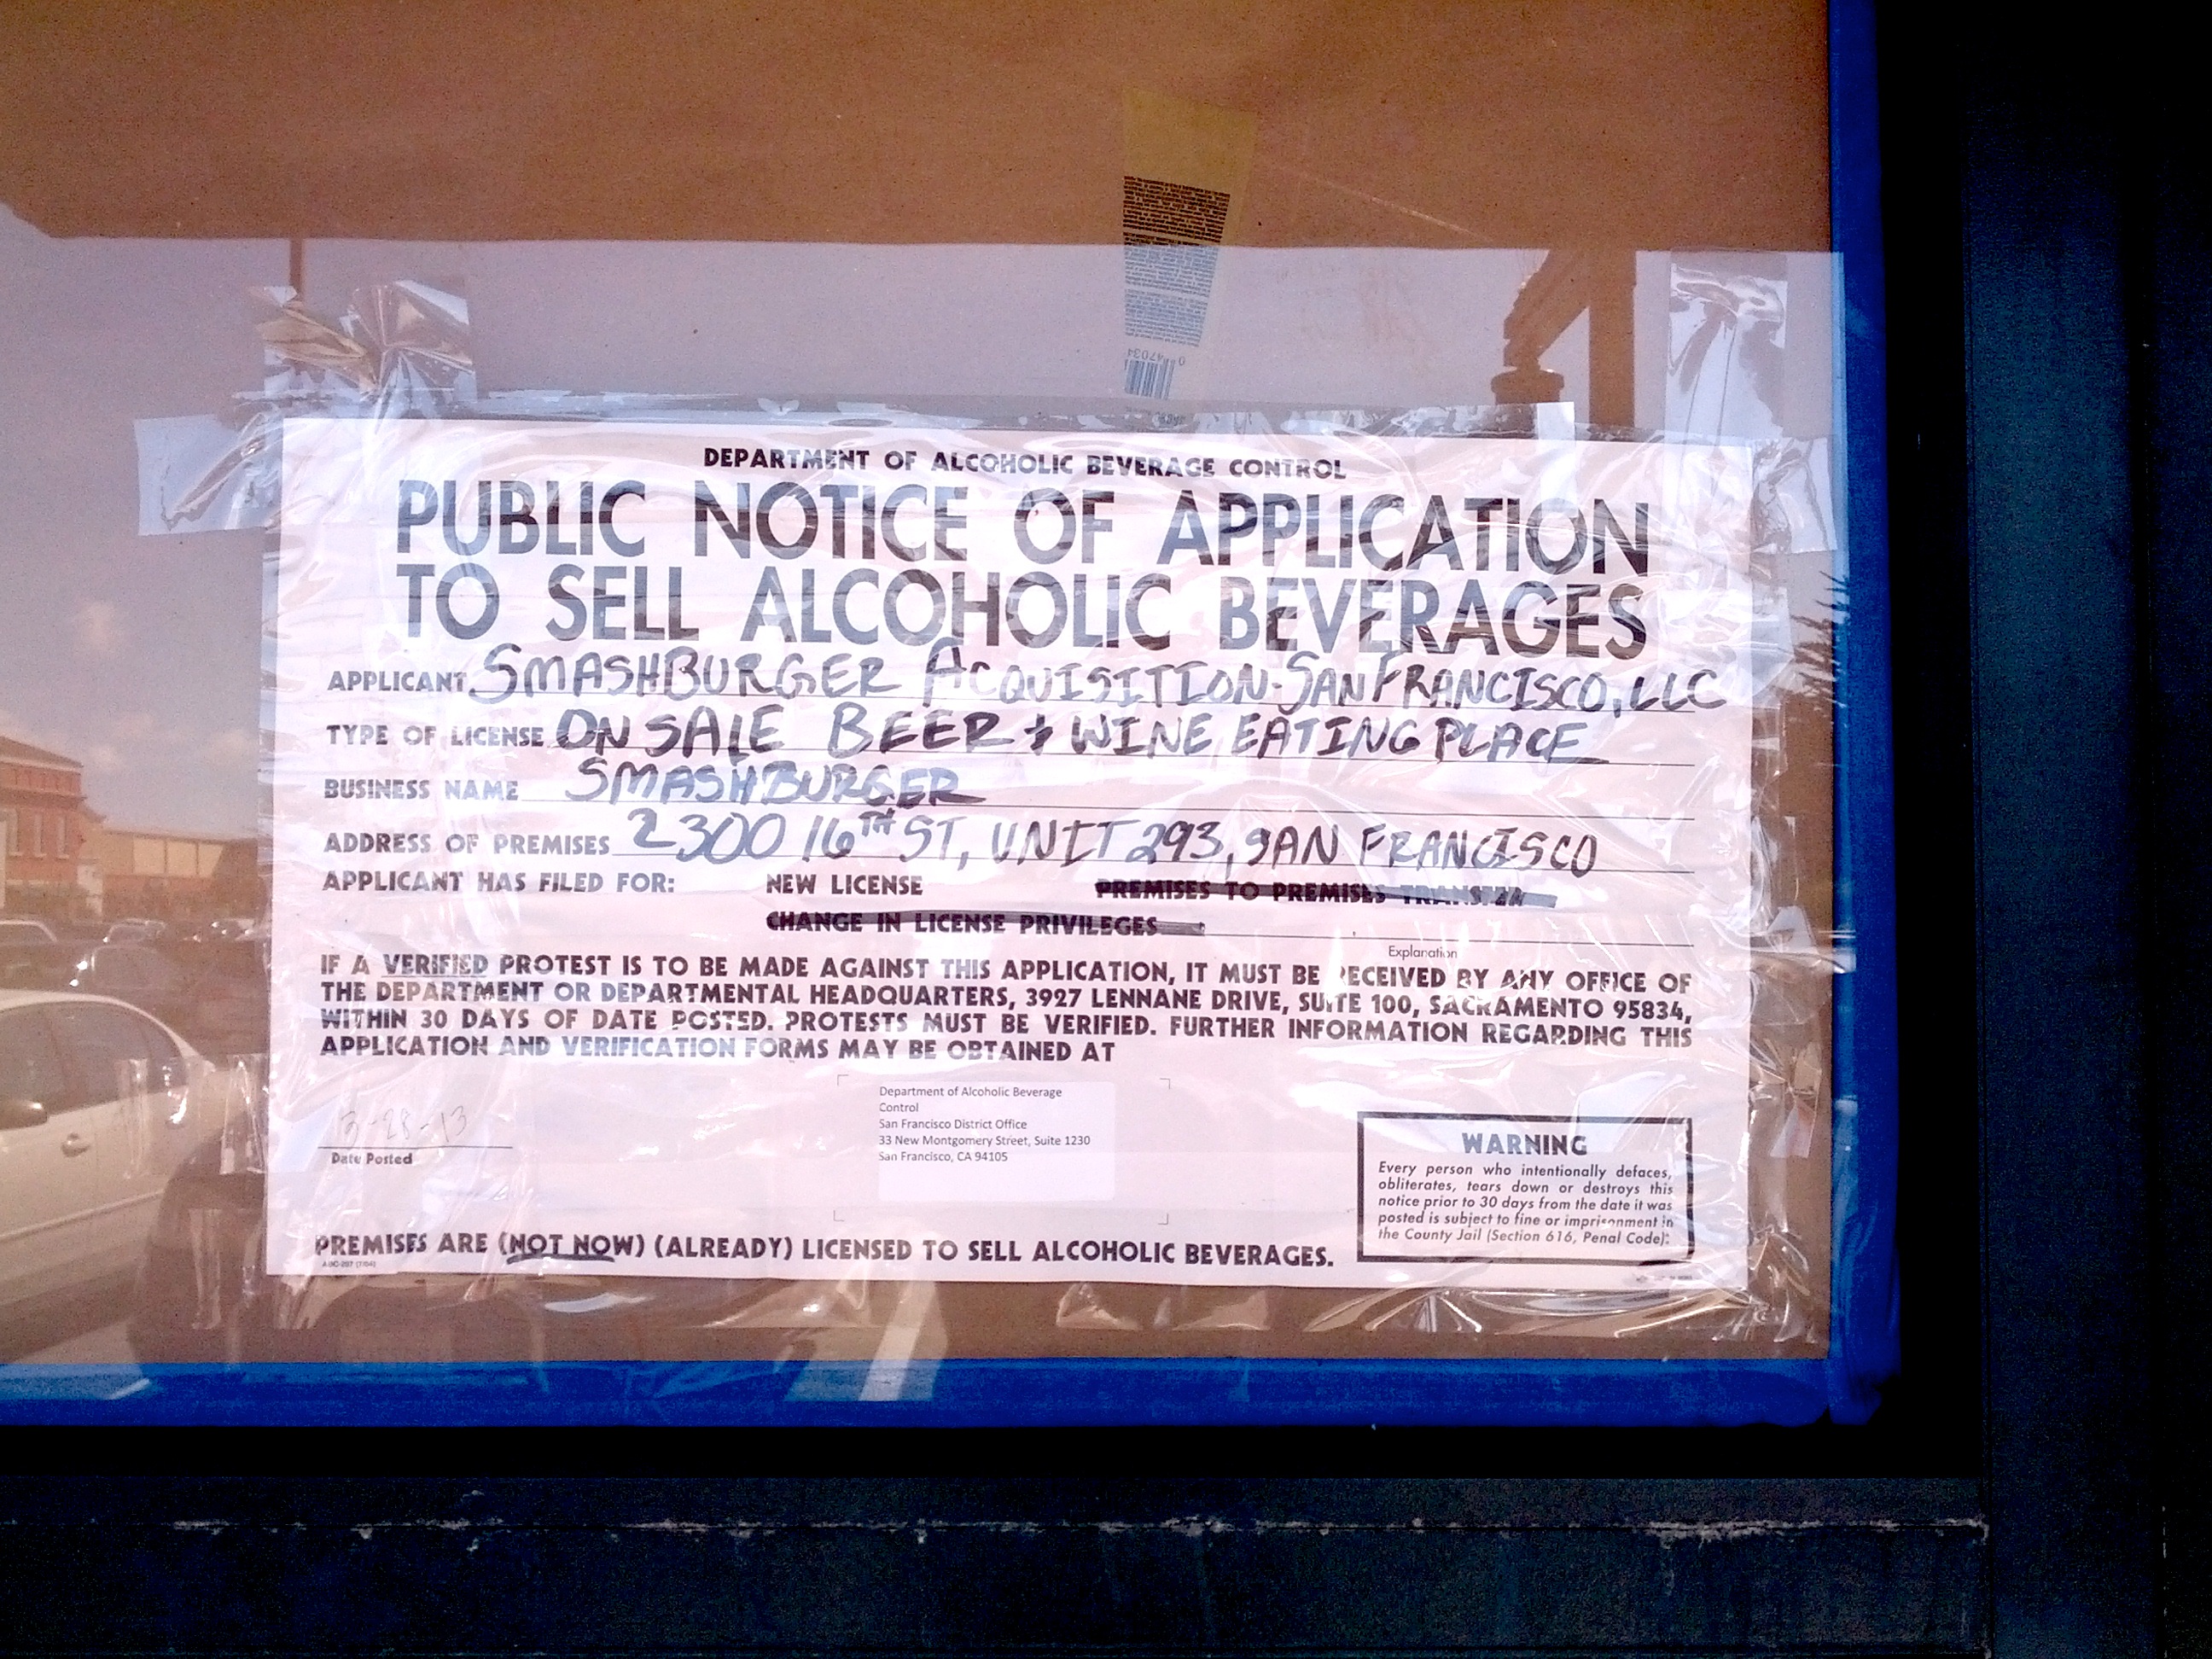 DEPARTMENT OF ALCOHOLIC BEVERAGE CONTROL
PUBLIC NOTICE OF APPLICATION
TO SELL ALCOHOLIC BEVERAGES
APPLICANT SMASHBURGER ACQUISITION-SAN FRANCISCO, LLC
TYPE OF LICENSE ON SALE BEER + WINE EATING PLACE
BUSINESS NAME SMASHBURGER
ADDRESS OF PREMISES 2300 16TH ST, UNIT 293, SAN FRANCISCO
APPLICANT HAS FILED FOR: NEW LICENSE PREMISES TO PREMISES TRANSFER
CHANGE IN LICENSE PRIVILEGES
Explanation
IF A VERIFIED PROTEST IS TO BE MADE AGAINST THIS APPLICATION, IT MUST BE RECEIVED BY ANY OFFICE OF
THE DEPARTMENT OR DEPARTMENTAL HEADQUARTERS, 3927 LENNANE DRIVE, SUITE 100, SACRAMENTO 95834,
WITHIN 30 DAYS OF DATE POSTED. PROTESTS MUST BE VERIFIED. FURTHER INFORMATION REGARDING THIS
APPLICATION AND VERIFICATION FORMS MAY BE OBTAINED AT
Department of Alcoholic Beverage
Control
San Francisco District Office
33 New Montgomery Street, Suite 1230
San Francisco, CA 94105
3-28-13
Date Posted
WARNING
Every person who intentionally defaces,
obliterates, tears down or destroys this
notice prior to 30 days from the date it was
posted is subject to fine or imprisonment in
the County Jail (Section 616, Penal Code).
PREMISES ARE (NOT NOW) (ALREADY) LICENSED TO SELL ALCOHOLIC BEVERAGES.
0 47034